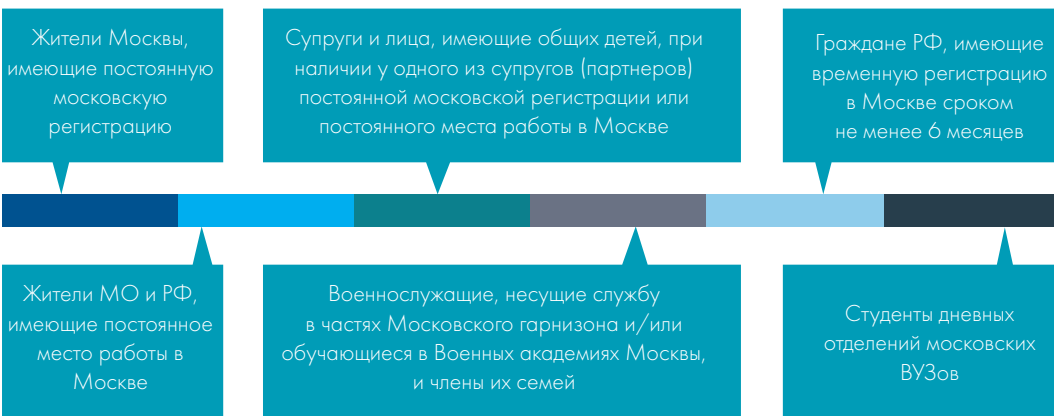 Жители Москвы,
имеющие постоянную
московскую
регистрацию
Супруги и лица, имеющие общих детей, при
наличии у одного из супругов (партнеров)
постоянной московской регистрации или
постоянного места работы в Москве
Граждане РФ, имеющие
временную регистрацию
в Москве сроком
не менее 6 месяцев
Жители МО и РФ,
имеющие постоянное
место работы в
Москве
Военнослужащие, несущие службу
в частях Московского гарнизона и/или
обучающиеся в Военных академиях Москвы,
и члены их семей
Студенты дневных
отделений московских
ВУЗов